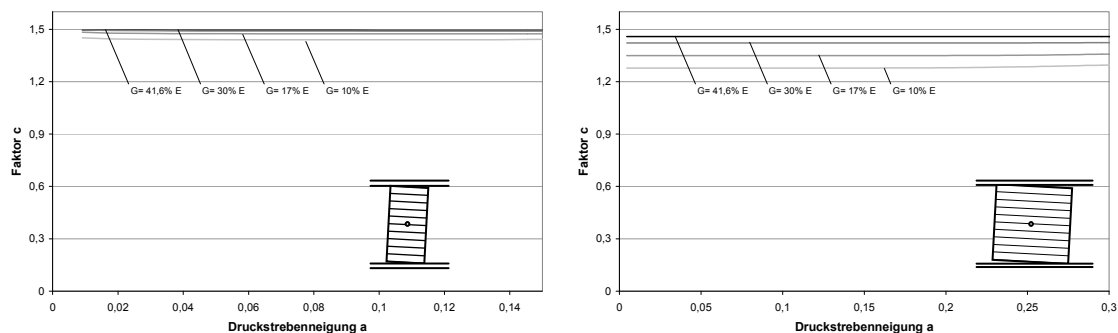 Faktor c
1,5
1,2
0,9
0,6
0,3
0
G= 41,6% E
G= 30% E
G= 17% E
G= 10% E
0
0,02
0,04
0,06
0,08
0,1
0,12
0,14
Druckstrebenneigung a
Faktor c
1,5
1,2
0,9
0,6
0,3
0
G= 41,6% E
G= 30% E
G= 17% E
G= 10% E
0
0,05
0,1
0,15
0,2
0,25
0,3
Druckstrebenneigung a